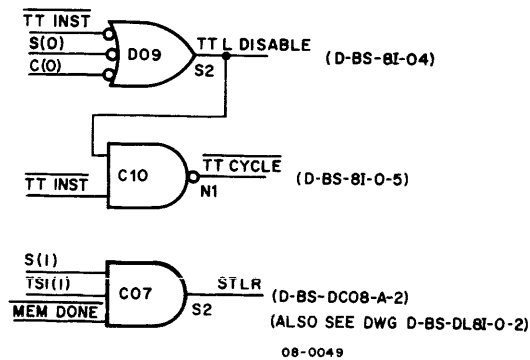 TT INST
S(0)
C(0)
D09
TT L DISABLE
S2
(D-BS-8I-04)
TT INST
C10
TT CYCLE
N1
(D-BS-8I-0-5)
S(1)
TS1(1)
MEM DONE
C07
STLR
S2
(D-BS-DC08-A-2)
(ALSO SEE DWG D-BS-DL8I-0-2)
08-0049